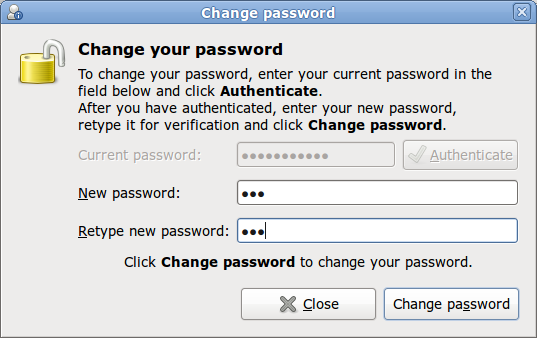 Change password
Change your password
To change your password, enter your current password in the
field below and click Authenticate.
After you have authenticated, enter your new password,
retype it for verification and click Change password.
Current password: ●●●●●●●●●●● Authenticate
New password: ●●●
Retype new password: ●●●
Click Change password to change your password.
Close Change password